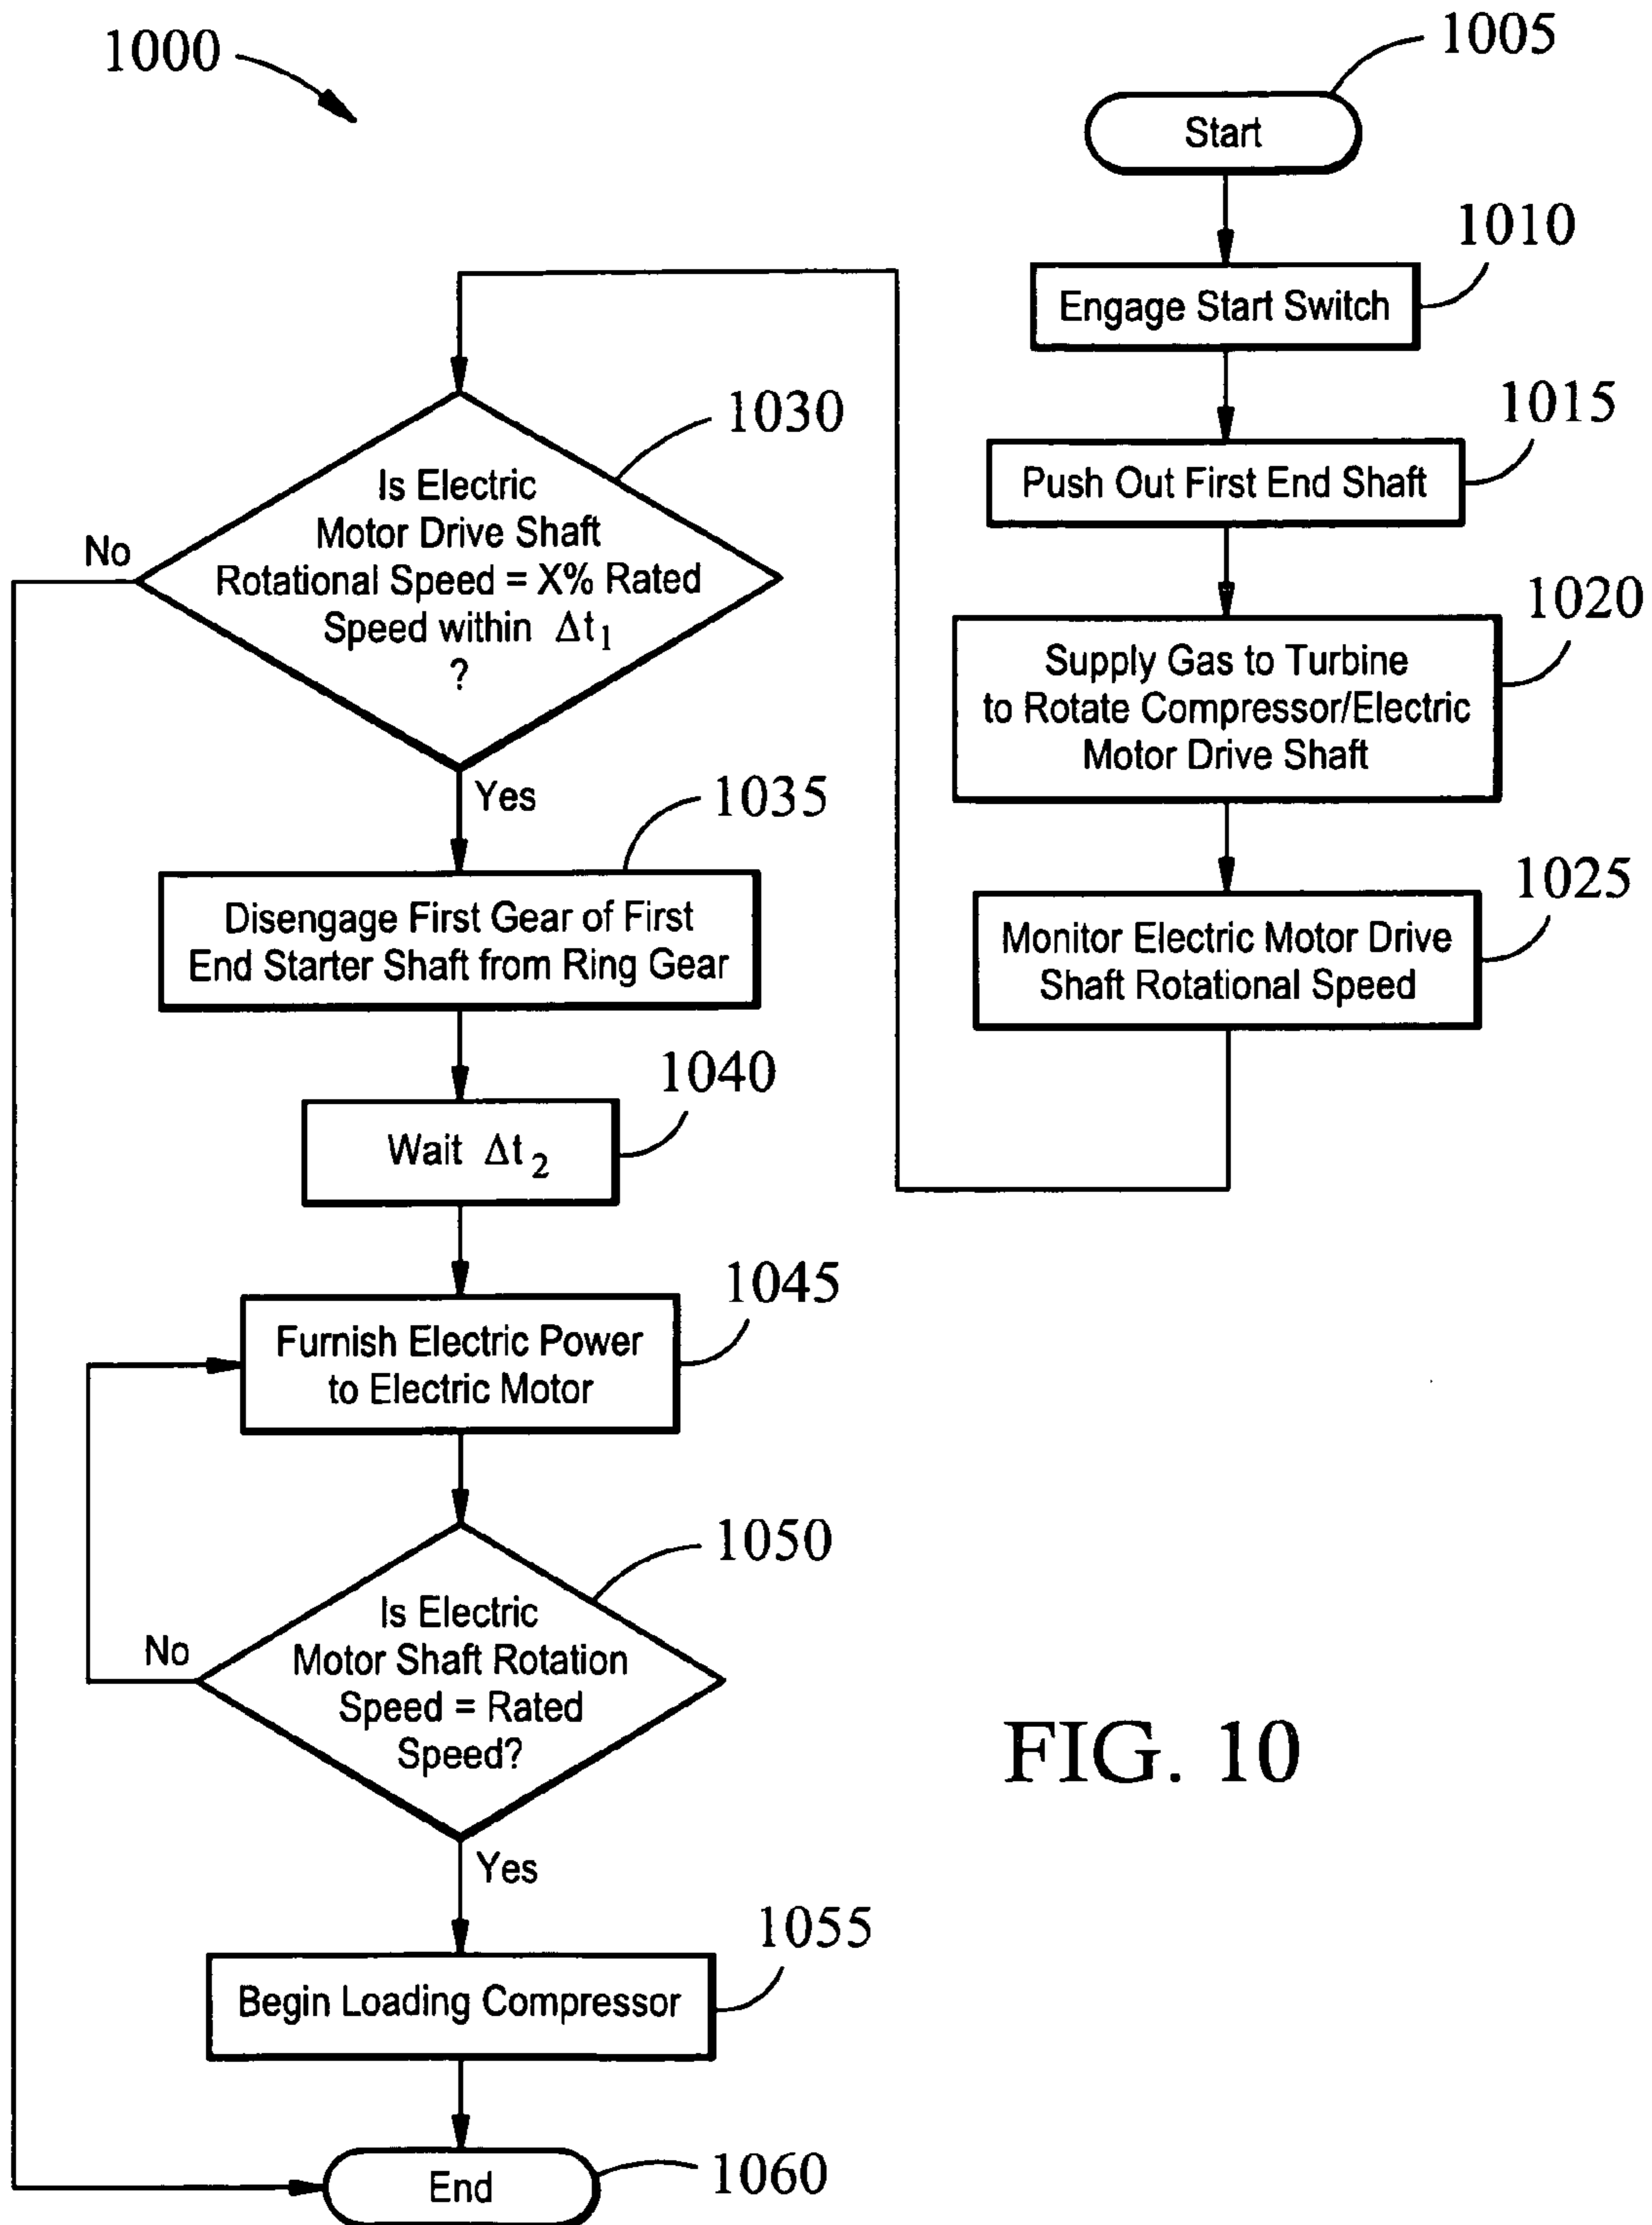 1000
1005
Start
1010
Engage Start Switch
1015
Push Out First End Shaft
1020
Supply Gas to Turbine
to Rotate Compressor/Electric
Motor Drive Shaft
1025
Monitor Electric Motor Drive
Shaft Rotational Speed
1030
Is Electric
Motor Drive Shaft
Rotational Speed = X% Rated
Speed within Δt₁
?
No
Yes
1035
Disengage First Gear of First
End Starter Shaft from Ring Gear
1040
Wait Δt₂
1045
Furnish Electric Power
to Electric Motor
1050
Is Electric
Motor Shaft Rotation
Speed = Rated
Speed?
No
Yes
1055
Begin Loading Compressor
1060
End
FIG. 10